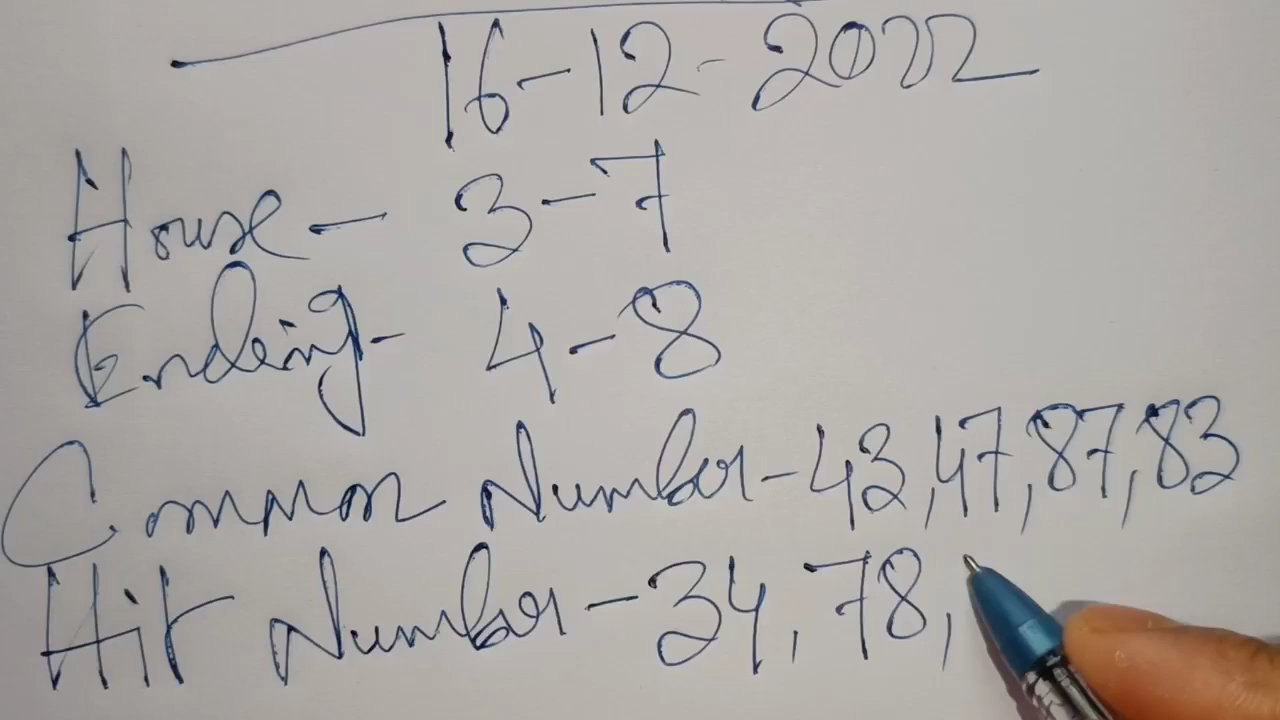 16-12-2022
House- 3-7
Ending- 4-8
Common Number-43,47,87,83
Hit Number-34,78,